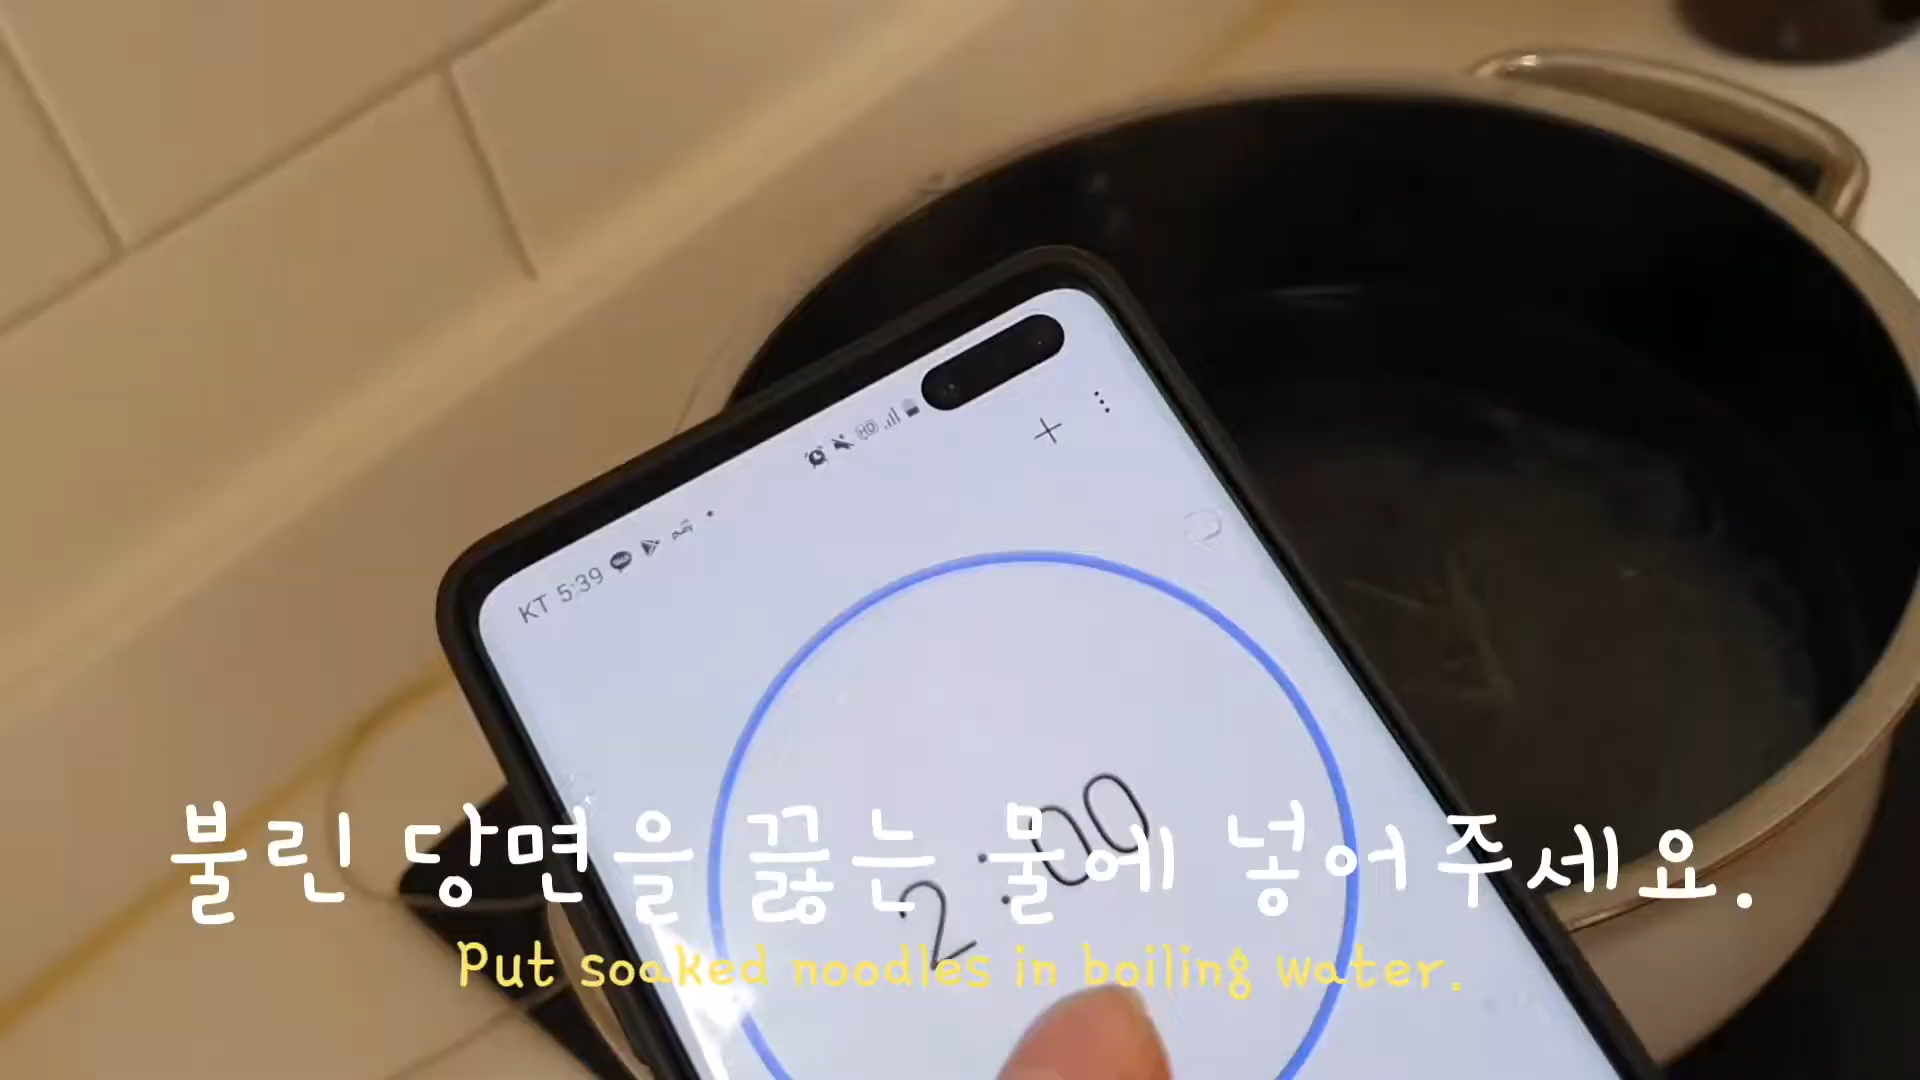 KT 5:39
2:00
불린 당면을 끓는 물에 넣어주세요.
Put soaked noodles in boiling water.